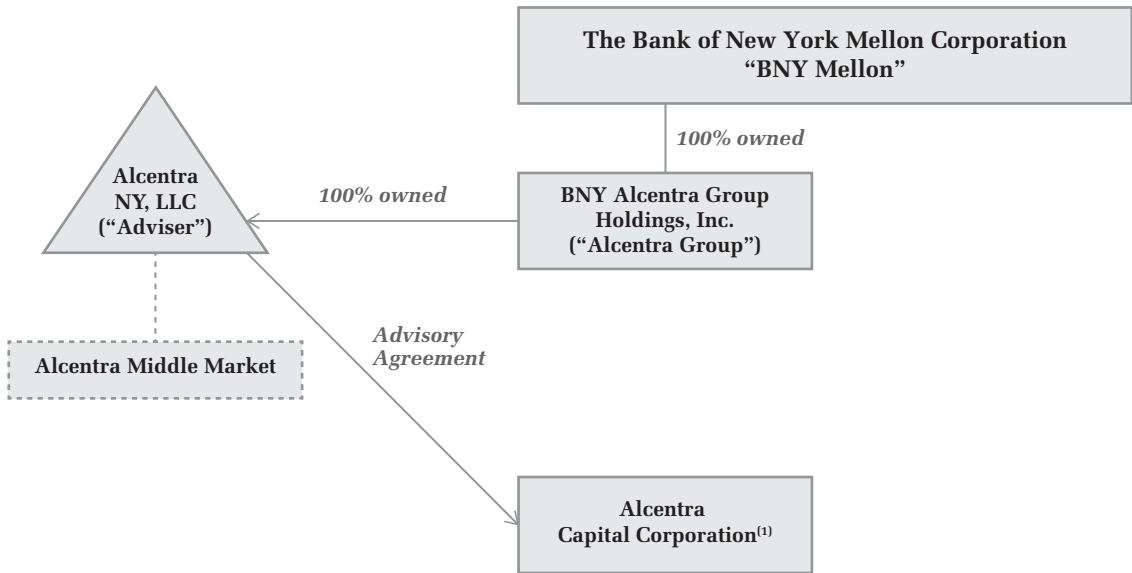 The Bank of New York Mellon Corporation
“BNY Mellon”
100% owned
Alcentra
NY, LLC
(“Adviser”)
100% owned
BNY Alcentra Group
Holdings, Inc.
(“Alcentra Group”)
Advisory
Agreement
Alcentra Middle Market
Alcentra
Capital Corporation(1)